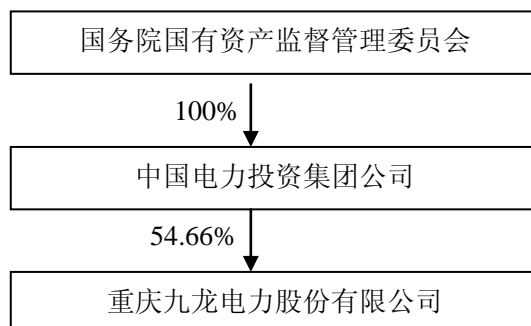 国务院国有资产监督管理委员会
100%
中国电力投资集团公司
54.66%
重庆九龙电力股份有限公司